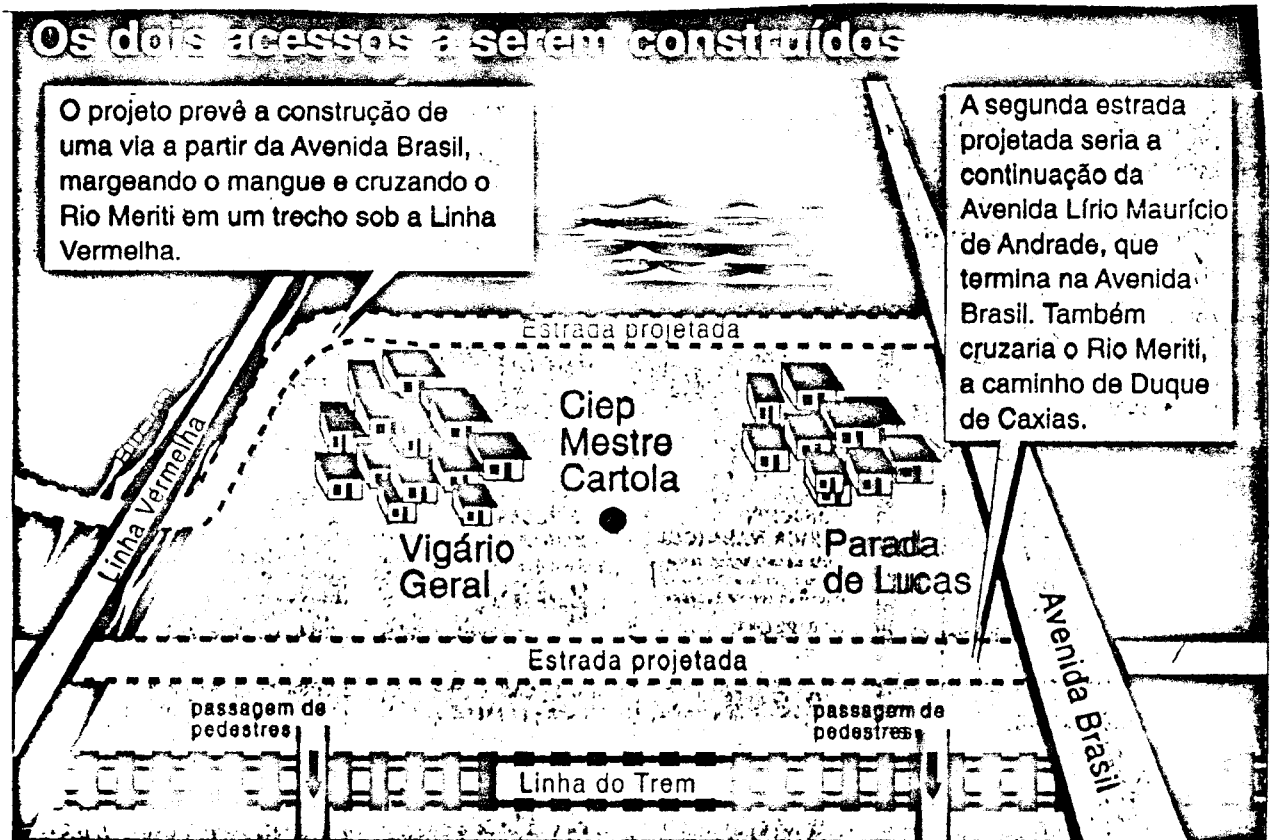 Os dois acessos a serem construídos
O projeto prevê a construção de
uma via a partir da Avenida Brasil,
margeando o mangue e cruzando o
Rio Meriti em um trecho sob a Linha
Vermelha.
A segunda estrada
projetada seria a
continuação da
Avenida Lírio Maurício
de Andrade, que
termina na Avenida
Brasil. Também
cruzaria o Rio Meriti,
a caminho de Duque
de Caxias.
Estrada projetada
Linha Vermelha
Ciep
Mestre
Cartola
Vigário
Geral
Parada
de Lucas
Avenida Brasil
Estrada projetada
passagem de
pedestres
passagem de
pedestres
Linha do Trem